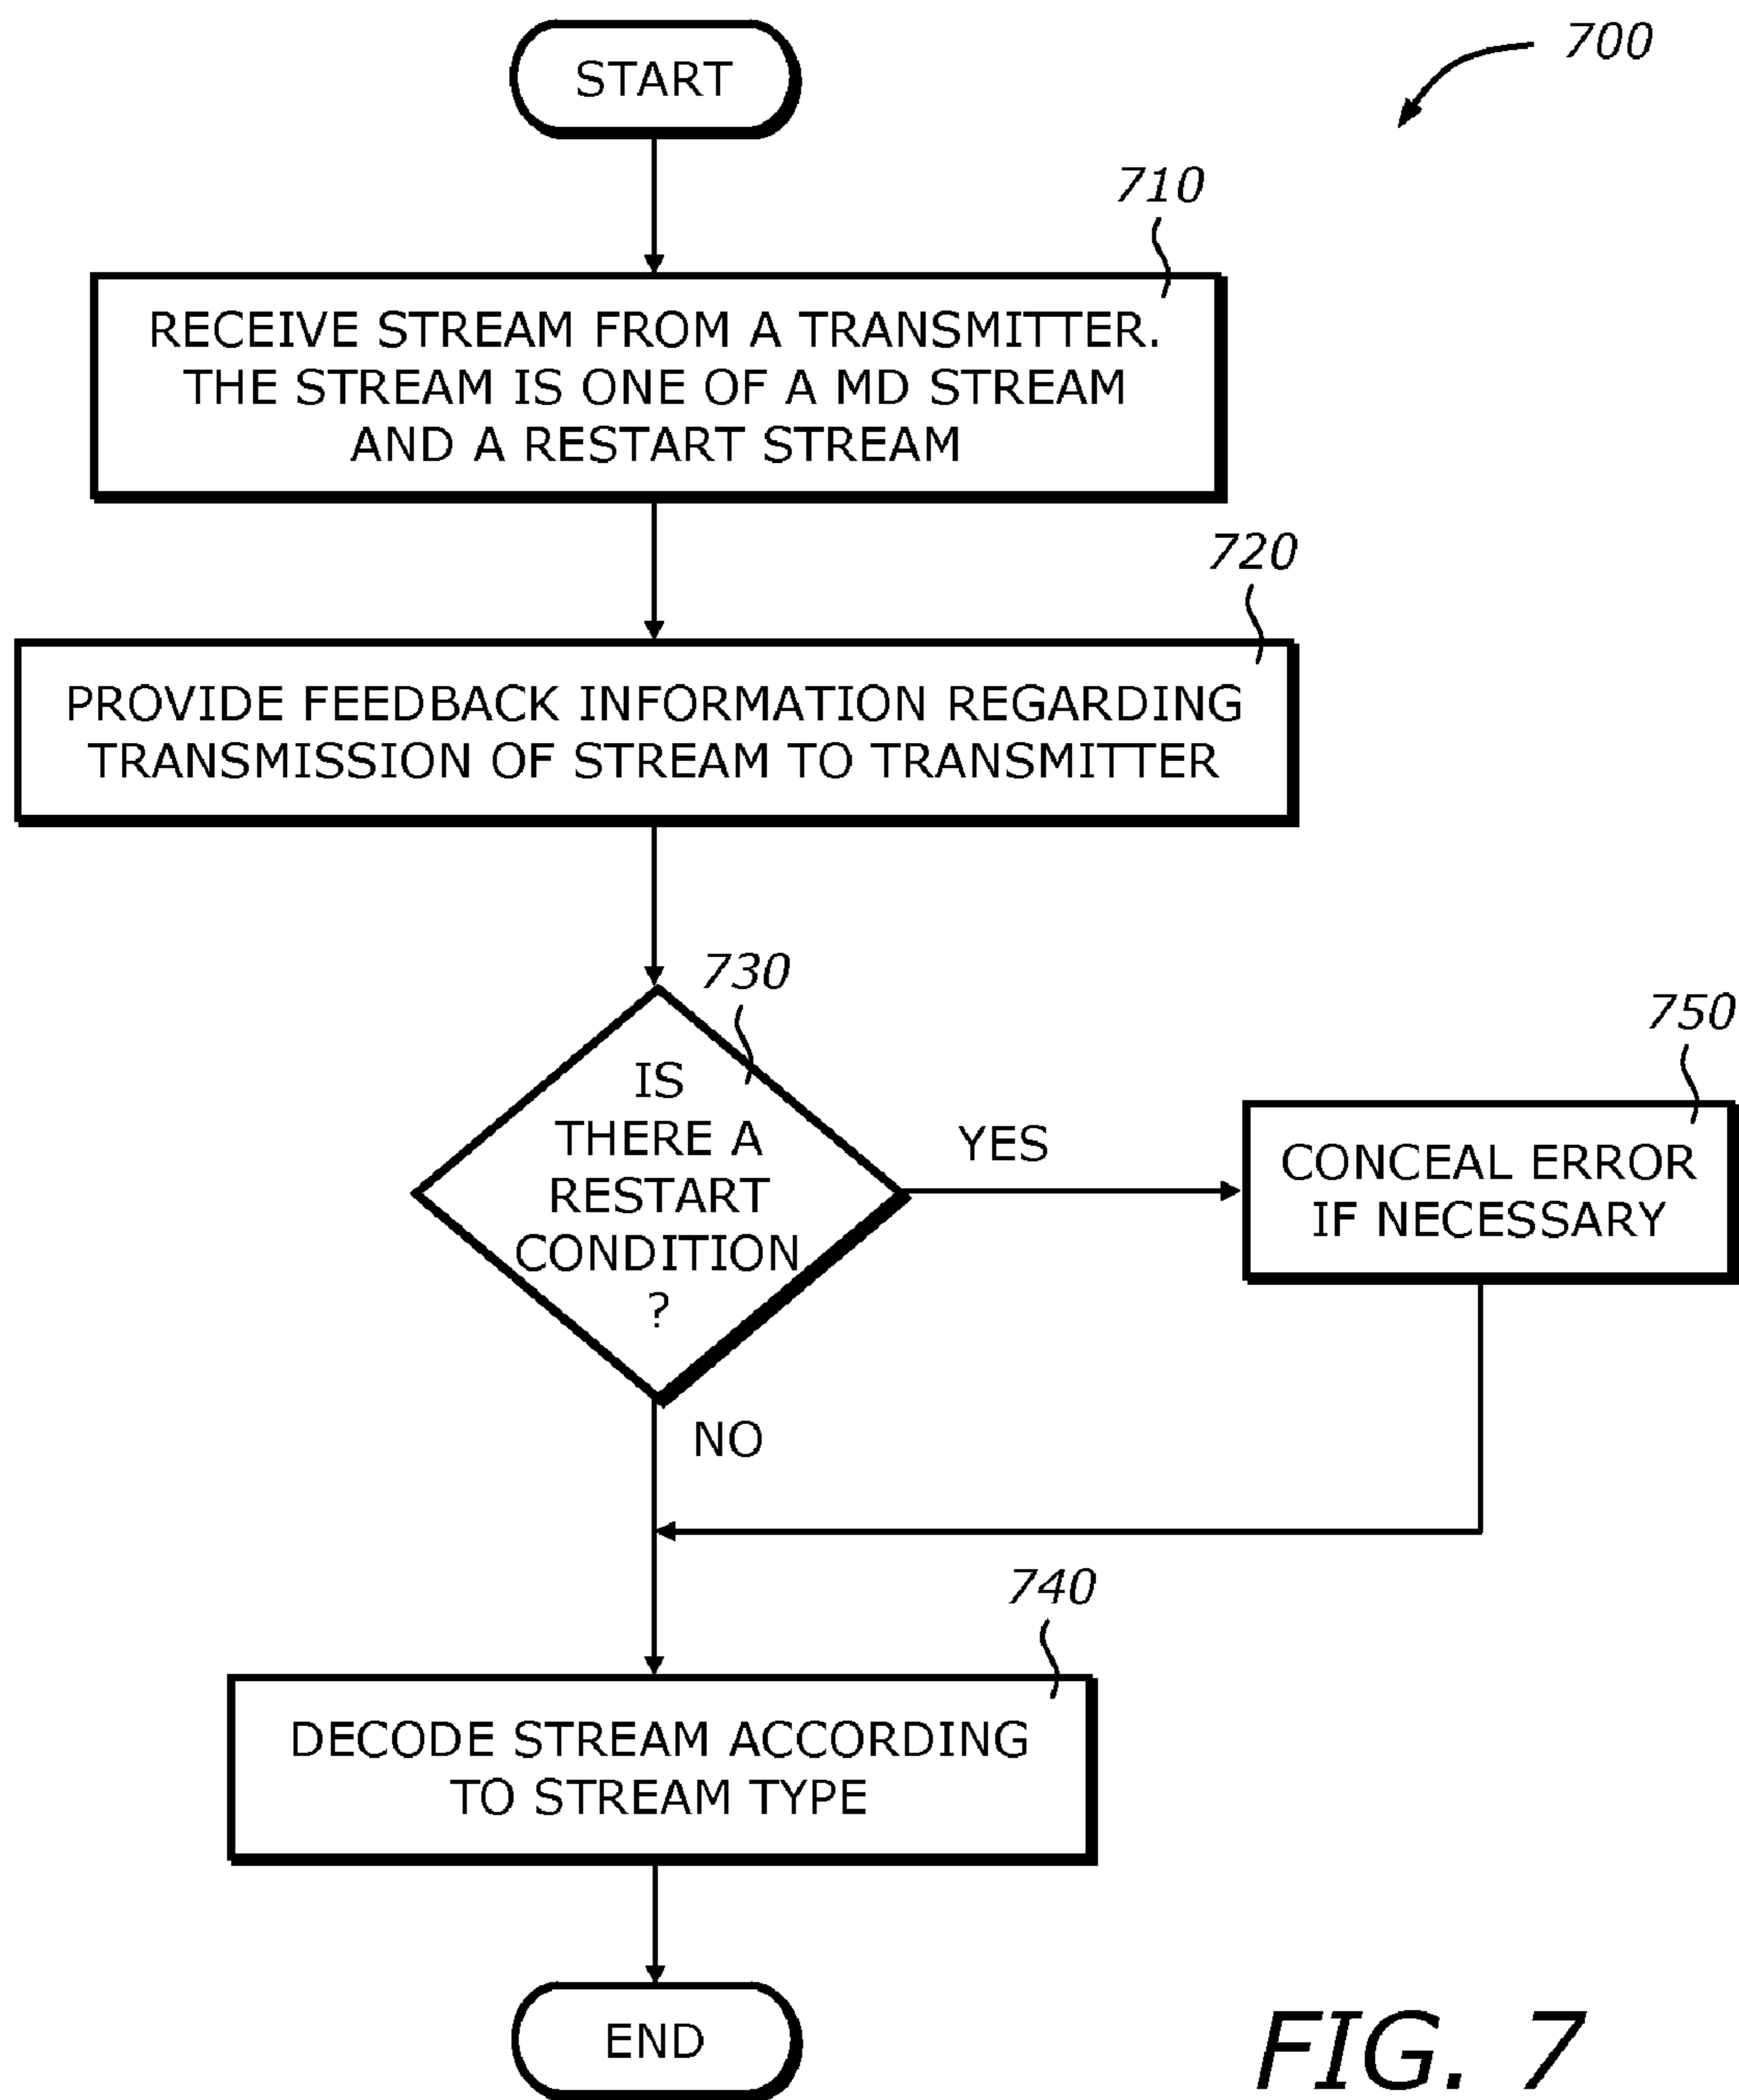 START
700
710
RECEIVE STREAM FROM A TRANSMITTER.
THE STREAM IS ONE OF A MD STREAM
AND A RESTART STREAM
720
PROVIDE FEEDBACK INFORMATION REGARDING
TRANSMISSION OF STREAM TO TRANSMITTER
730
IS
THERE A
RESTART
CONDITION
?
YES
750
CONCEAL ERROR
IF NECESSARY
NO
740
DECODE STREAM ACCORDING
TO STREAM TYPE
END
FIG. 7